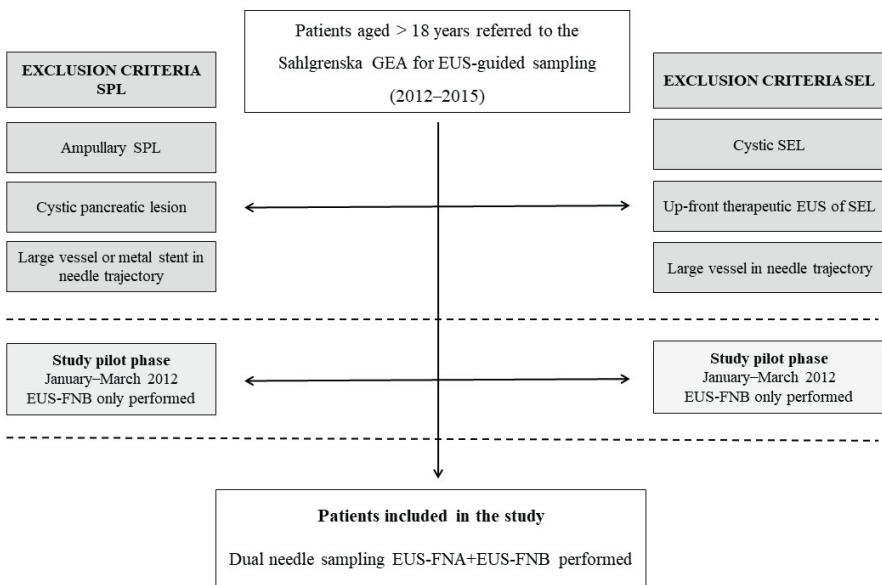 Patients aged > 18 years referred to the
Sahlgrenska GEA for EUS-guided sampling
(2012–2015)
EXCLUSION CRITERIA
SPL
Ampullary SPL
Cystic pancreatic lesion
Large vessel or metal stent in
needle trajectory
EXCLUSION CRITERIA SEL
Cystic SEL
Up-front therapeutic EUS of SEL
Large vessel in needle trajectory
Study pilot phase
January–March 2012
EUS-FNB only performed
Study pilot phase
January–March 2012
EUS-FNB only performed
Patients included in the study
Dual needle sampling EUS-FNA+EUS-FNB performed